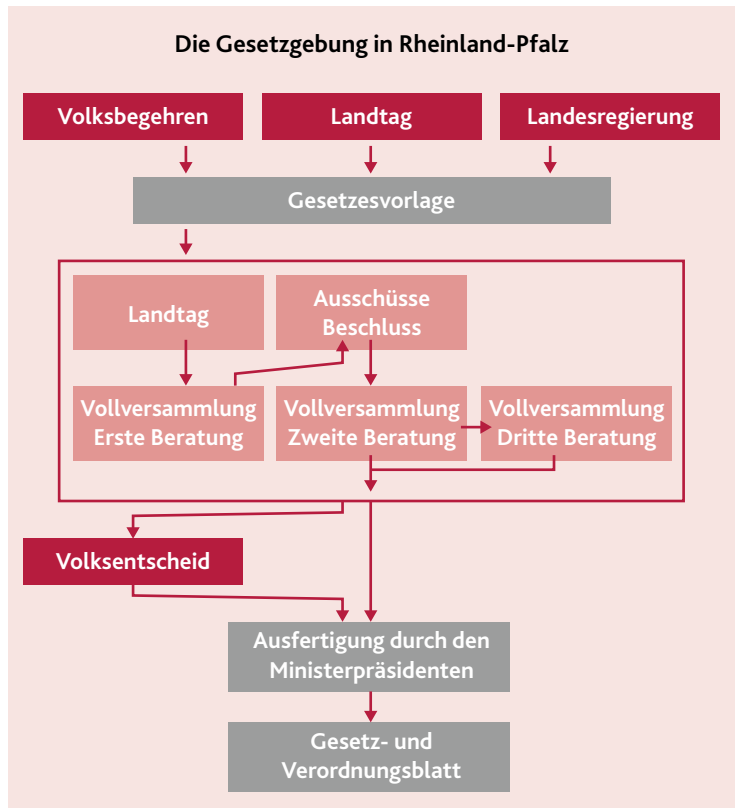 Die Gesetzgebung in Rheinland-Pfalz
Volksbegehren
Landtag
Landesregierung
Gesetzesvorlage
Landtag
Ausschüsse
Beschluss
Vollversammlung
Erste Beratung
Vollversammlung
Zweite Beratung
Vollversammlung
Dritte Beratung
Volksentscheid
Ausfertigung durch den
Ministerpräsidenten
Gesetz- und
Verordnungsblatt